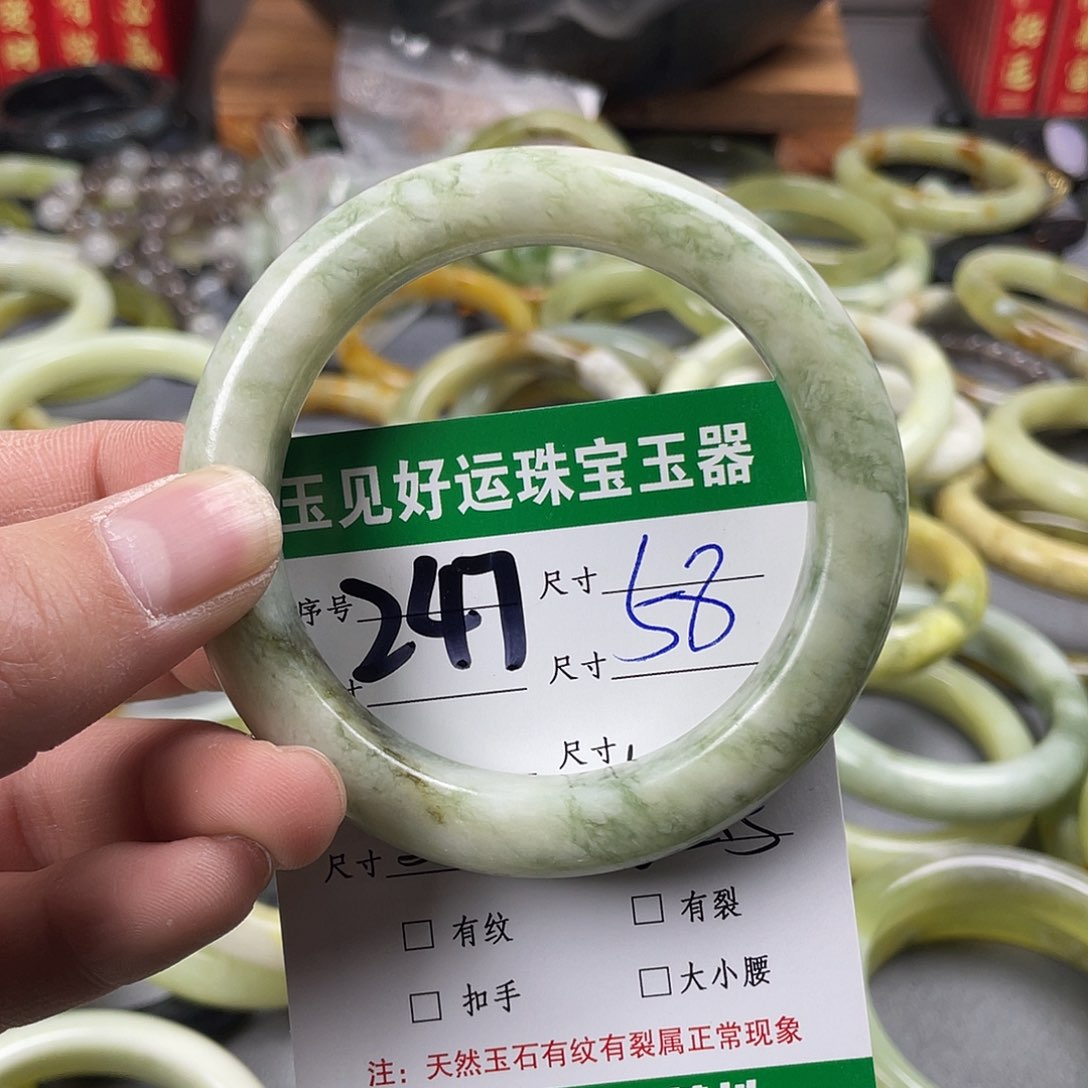 好运
玉见好运珠宝玉器
序号 247 尺寸 58
尺寸
尺寸
尺寸
□ 有纹 □ 有裂
□ 扣手 □ 大小腰
注：天然玉石有纹有裂属正常现象